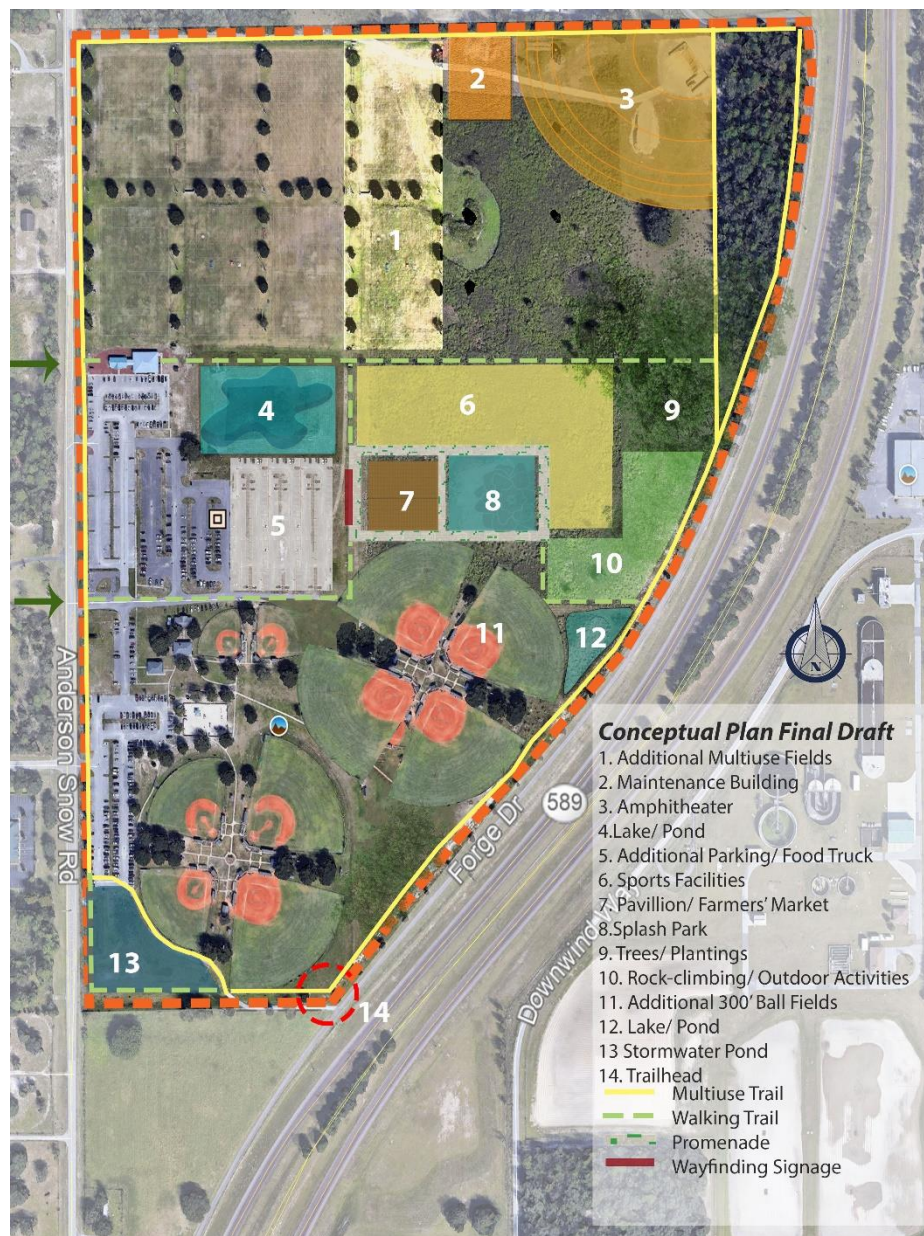 2
3
1
4
6
9
7
8
5
10
11
12
N
Anderson Snow Rd
589
Forge Dr
Downwind Way
13
14
Conceptual Plan Final Draft
1. Additional Multiuse Fields
2. Maintenance Building
3. Amphitheater
4.Lake/ Pond
5. Additional Parking/ Food Truck
6. Sports Facilities
7. Pavillion/ Farmers' Market
8.Splash Park
9. Trees/ Plantings
10. Rock-climbing/ Outdoor Activities
11. Additional 300' Ball Fields
12. Lake/ Pond
13 Stormwater Pond
14. Trailhead
Multiuse Trail
Walking Trail
Promenade
Wayfinding Signage